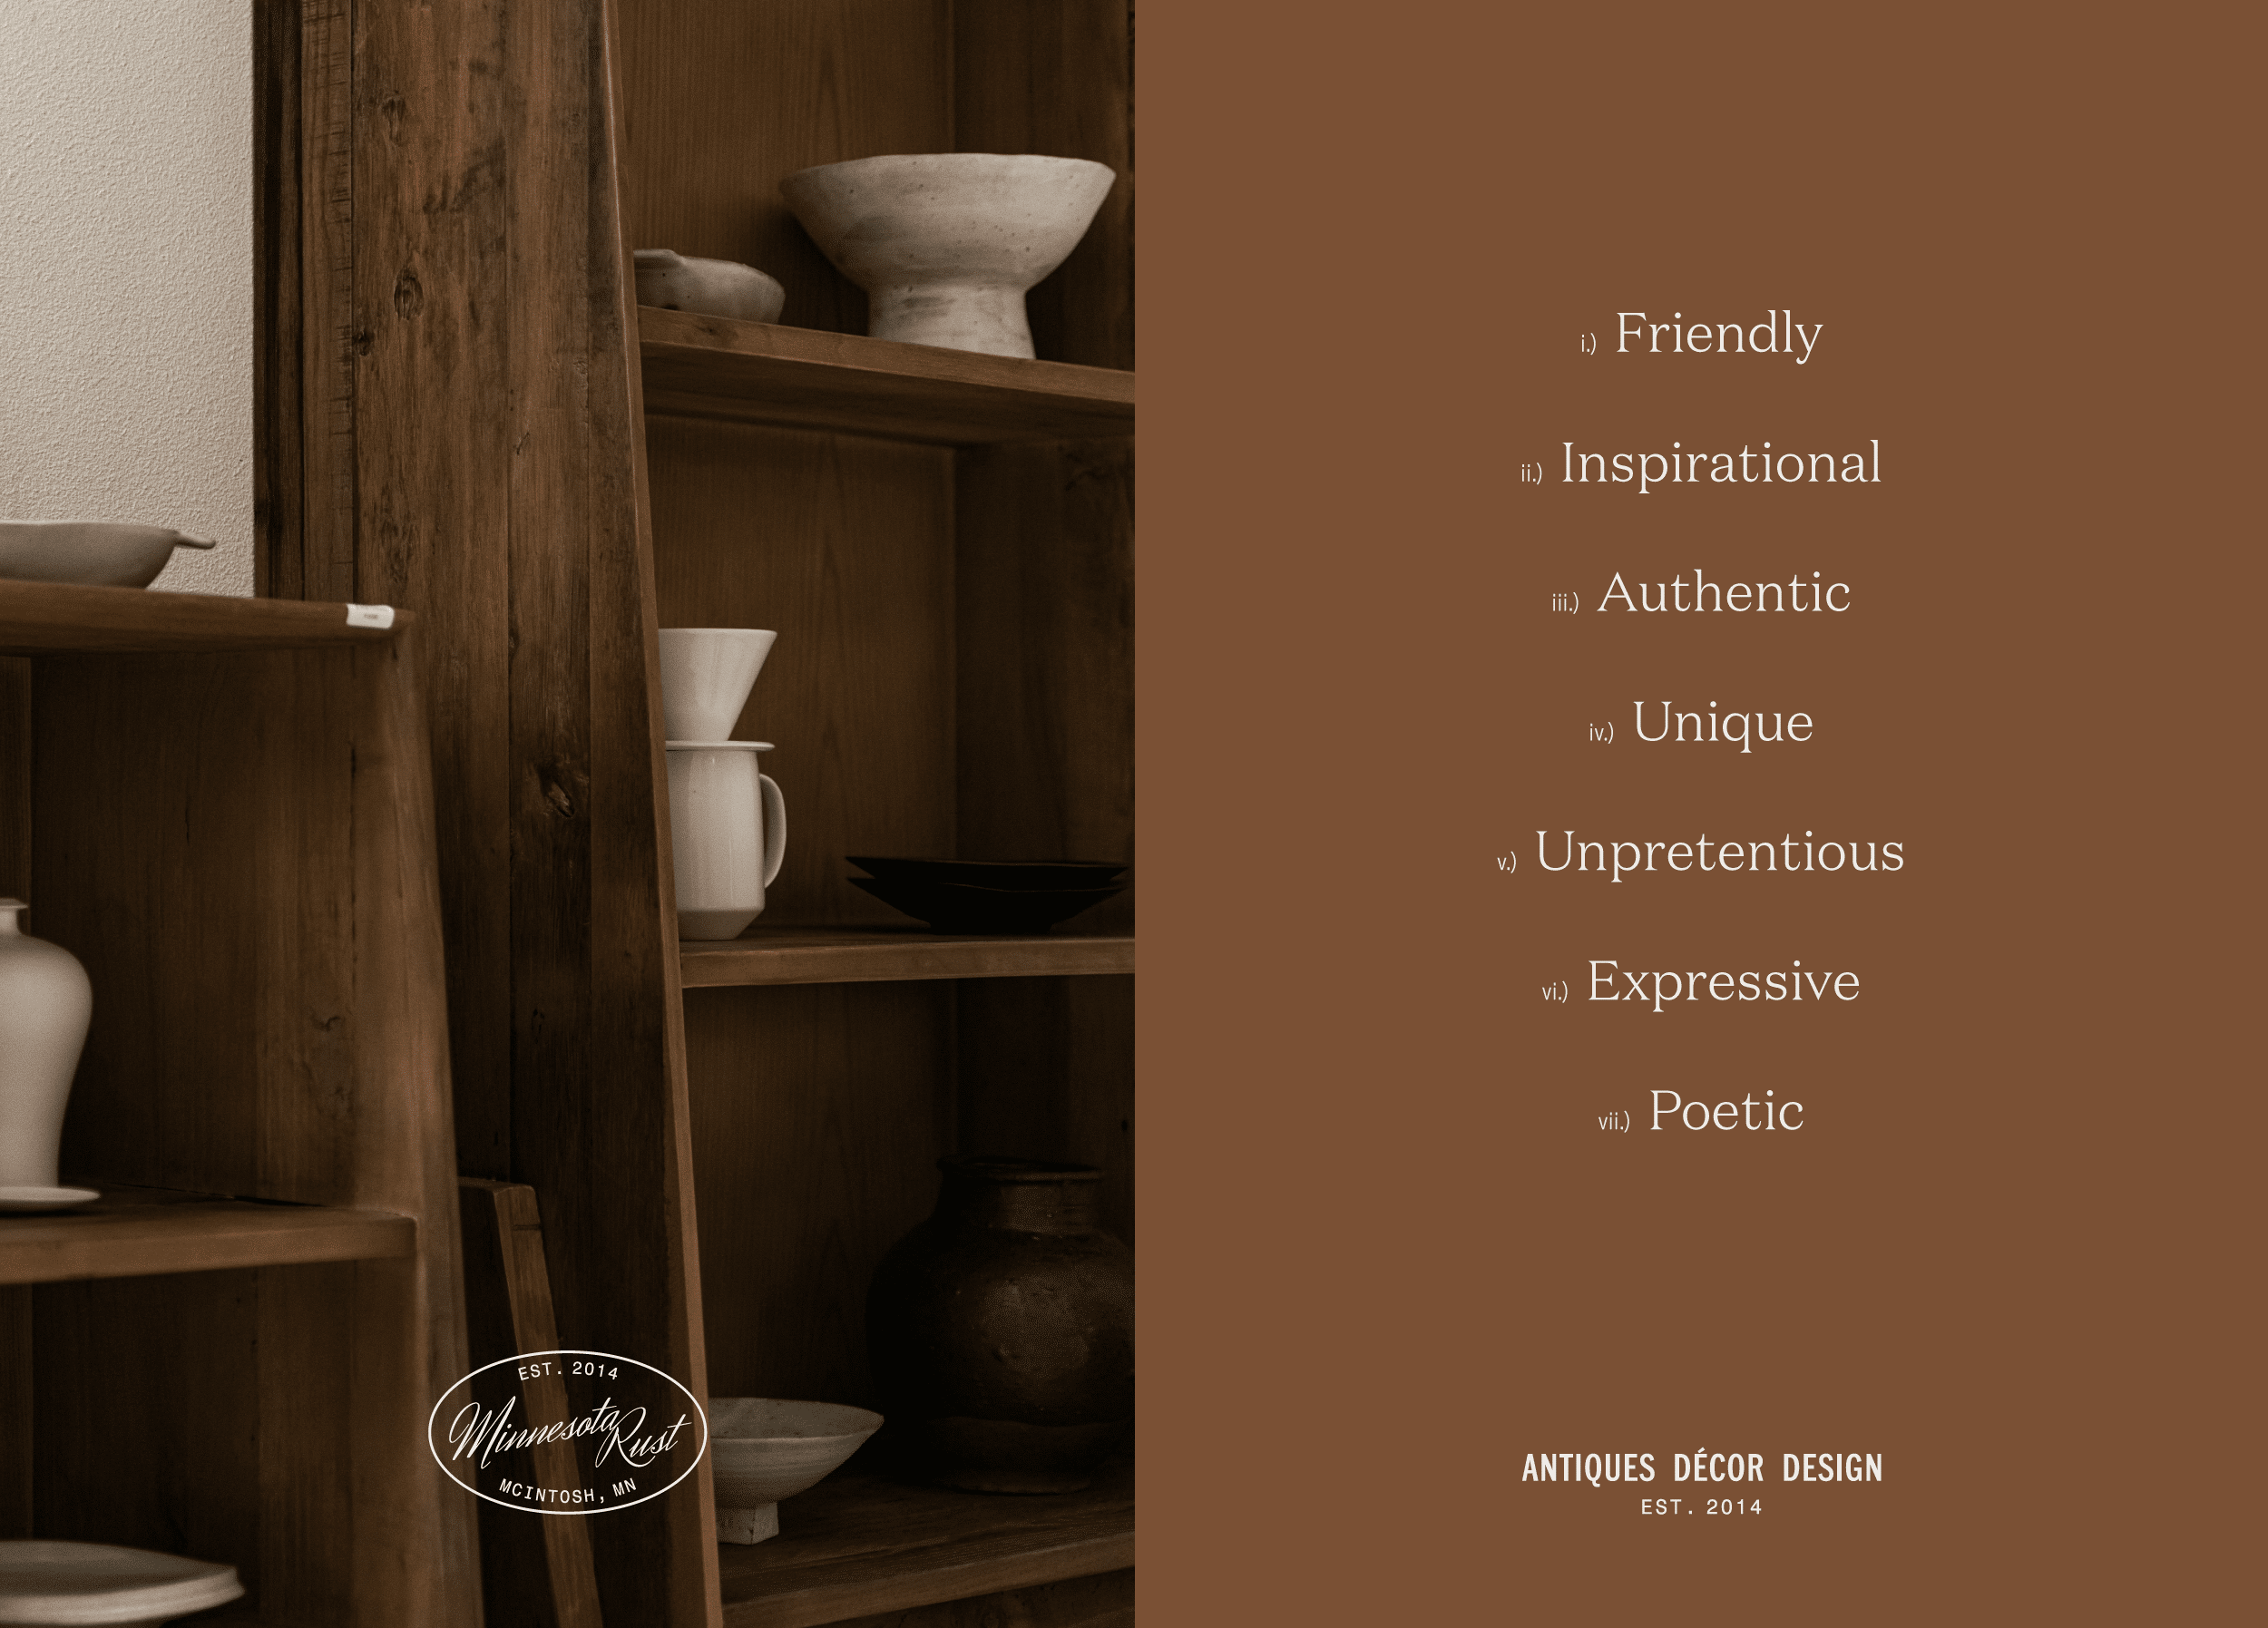 EST. 2014
Minnesota Rust
MCINTOSH, MN
i.) Friendly
ii.) Inspirational
iii.) Authentic
iv.) Unique
v.) Unpretentious
vi.) Expressive
vii.) Poetic
ANTIQUES DÉCOR DESIGN
EST. 2014